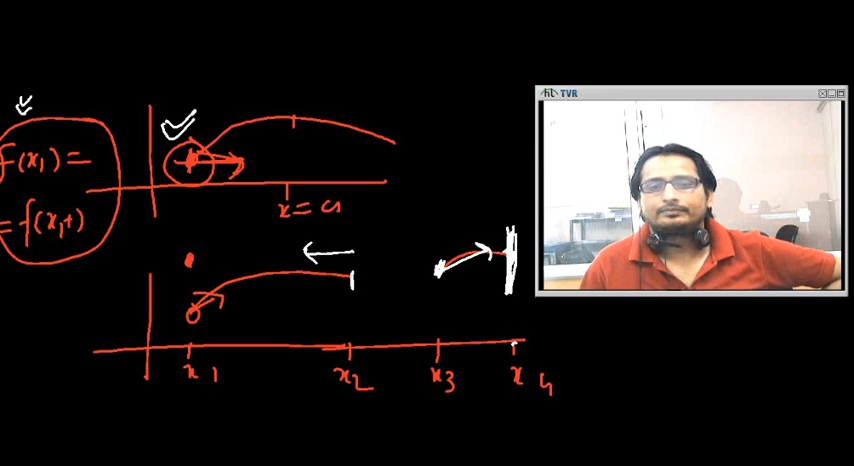 TVR
f(x₁) =
= f(x₁+)
x = a
x₁ x₂ x₃ x₄